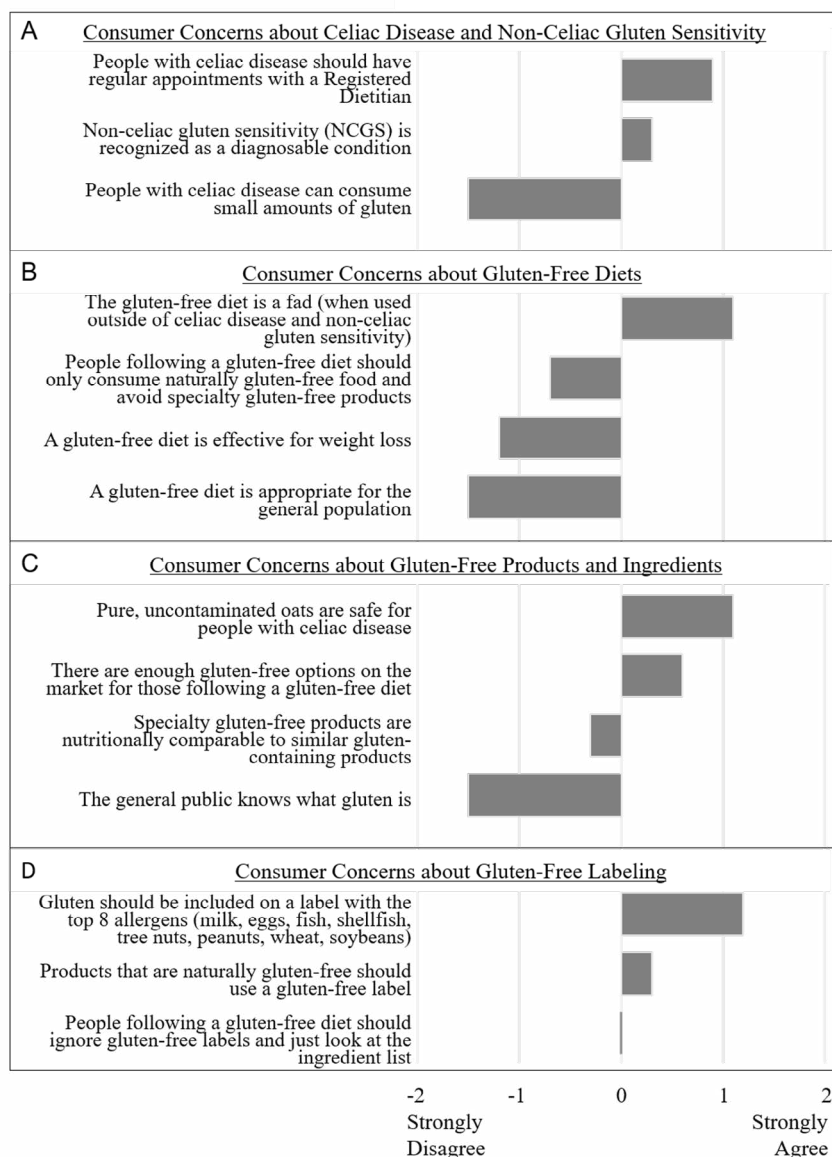 A
Consumer Concerns about Celiac Disease and Non-Celiac Gluten Sensitivity
People with celiac disease should have
regular appointments with a Registered
Dietitian
Non-celiac gluten sensitivity (NCGS) is
recognized as a diagnosable condition
People with celiac disease can consume
small amounts of gluten
B
Consumer Concerns about Gluten-Free Diets
The gluten-free diet is a fad (when used
outside of celiac disease and non-celiac
gluten sensitivity)
People following a gluten-free diet should
only consume naturally gluten-free food and
avoid specialty gluten-free products
A gluten-free diet is effective for weight loss
A gluten-free diet is appropriate for the
general population
C
Consumer Concerns about Gluten-Free Products and Ingredients
Pure, uncontaminated oats are safe for
people with celiac disease
There are enough gluten-free options on the
market for those following a gluten-free diet
Specialty gluten-free products are
nutritionally comparable to similar gluten-
containing products
The general public knows what gluten is
D
Consumer Concerns about Gluten-Free Labeling
Gluten should be included on a label with the
top 8 allergens (milk, eggs, fish, shellfish,
tree nuts, peanuts, wheat, soybeans)
Products that are naturally gluten-free should
use a gluten-free label
People following a gluten-free diet should
ignore gluten-free labels and just look at the
ingredient list
-2 -1 0 1 2
Strongly Strongly
Disagree Agree